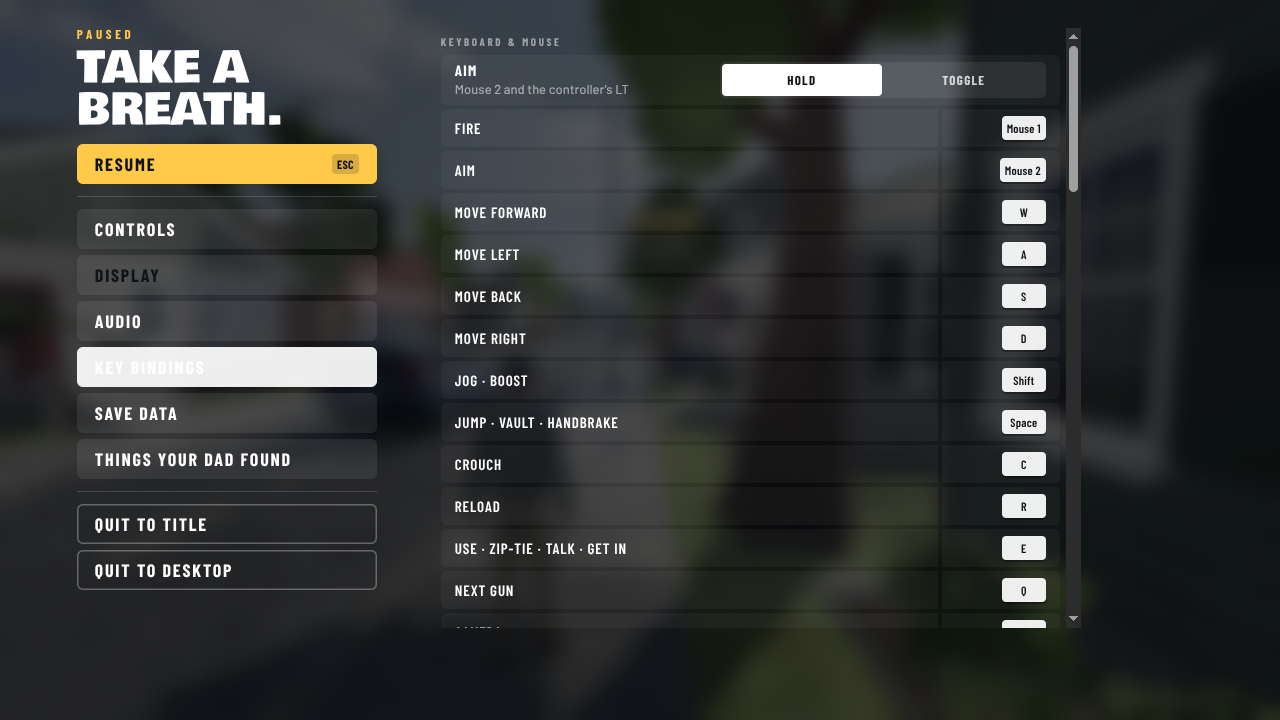 PAUSED
TAKE A
BREATH.
RESUME ESC
CONTROLS
DISPLAY
AUDIO
KEY BINDINGS
SAVE DATA
THINGS YOUR DAD FOUND
QUIT TO TITLE
QUIT TO DESKTOP
KEYBOARD & MOUSE
AIM
Mouse 2 and the controller's LT
HOLD TOGGLE
FIRE Mouse 1
AIM Mouse 2
MOVE FORWARD W
MOVE LEFT A
MOVE BACK S
MOVE RIGHT D
JOG · BOOST Shift
JUMP · VAULT · HANDBRAKE Space
CROUCH C
RELOAD R
USE · ZIP-TIE · TALK · GET IN E
NEXT GUN Q